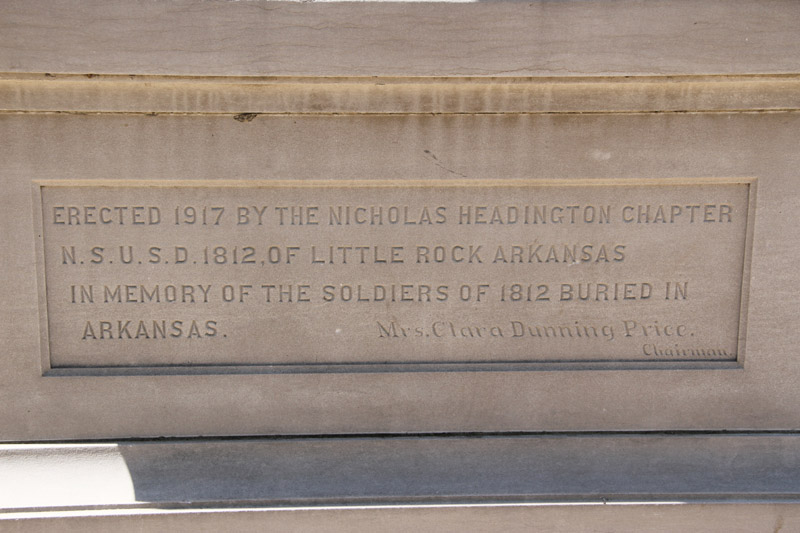 ERECTED 1917 BY THE NICHOLAS HEADINGTON CHAPTER
N.S.U.S.D.1812,OF LITTLE ROCK ARKANSAS
IN MEMORY OF THE SOLDIERS OF 1812 BURIED IN
ARKANSAS. Mrs.Clara Dunning Price.
Chairman